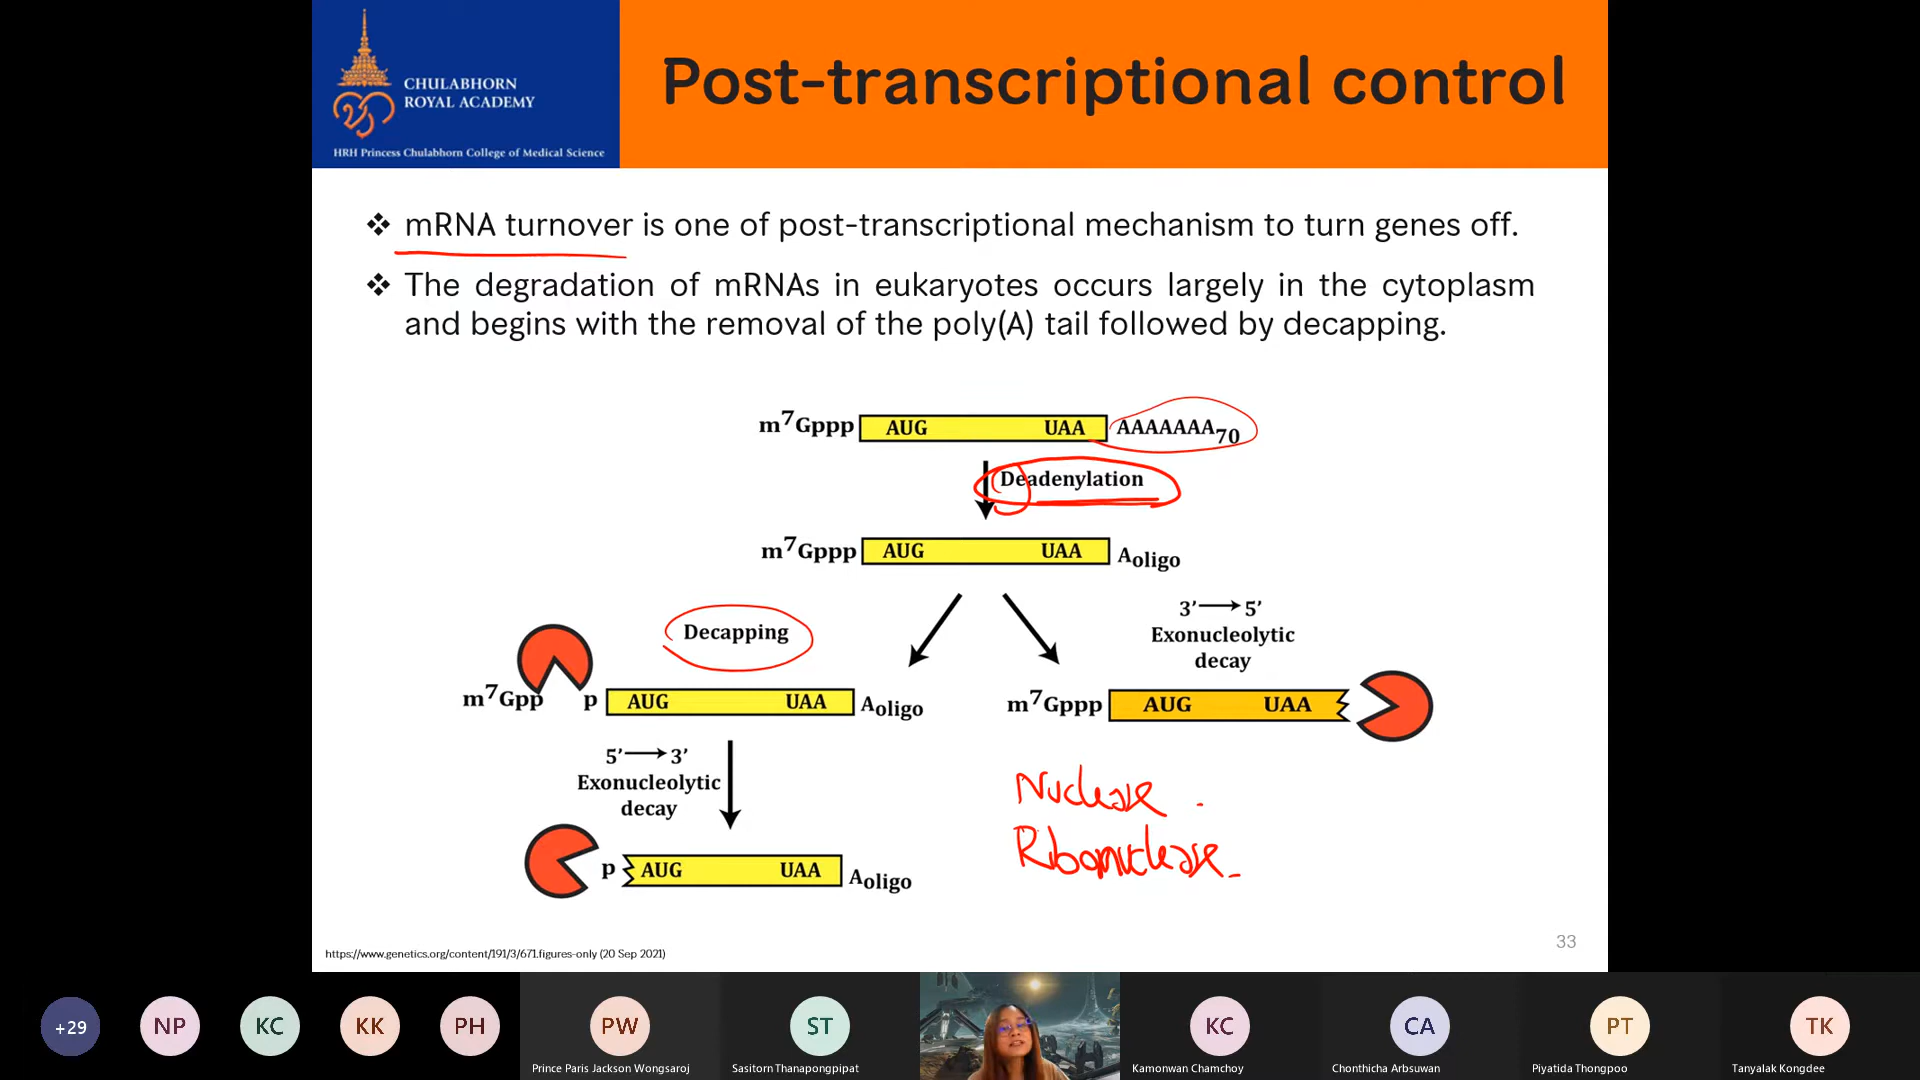 CHULABHORN
ROYAL ACADEMY
HRH Princess Chulabhorn College of Medical Science
Post-transcriptional control
❖ mRNA turnover is one of post-transcriptional mechanism to turn genes off.
❖ The degradation of mRNAs in eukaryotes occurs largely in the cytoplasm
and begins with the removal of the poly(A) tail followed by decapping.
m7Gppp AUG UAA AAAAAAA70
Deadenylation
m7Gppp AUG UAA Aoligo
Decapping
3’→5’
Exonucleolytic
decay
m7Gpp p AUG UAA Aoligo
m7Gppp AUG UAA
5’→3’
Exonucleolytic
decay
p AUG UAA Aoligo
Nuclease
Ribonuclease
33
https://www.genetics.org/content/191/3/671.figures-only (20 Sep 2021)
+29 NP KC KK PH PW ST KC CA PT TK
Prince Paris Jackson Wongsaroj Sasitorn Thanapongpipat Kamonwan Chamchoy Chonthicha Arbsuwan Piyatida Thongpoo Tanyalak Kongdee